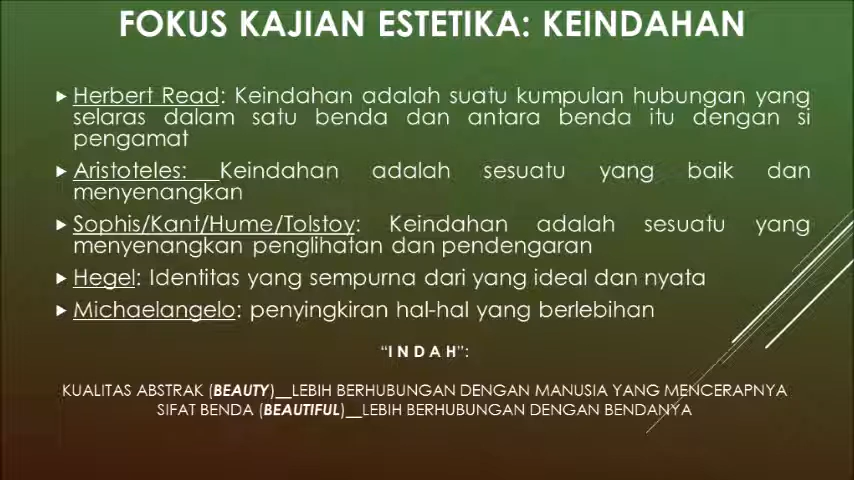 FOKUS KAJIAN ESTETIKA: KEINDAHAN
Herbert Read: Keindahan adalah suatu kumpulan hubungan yang
selaras dalam satu benda dan antara benda itu dengan si
pengamat
Aristoteles: Keindahan adalah sesuatu yang baik dan
menyenangkan
Sophis/Kant/Hume/Tolstoy: Keindahan adalah sesuatu yang
menyenangkan penglihatan dan pendengaran
Hegel: Identitas yang sempurna dari yang ideal dan nyata
Michaelangelo: penyingkiran hal-hal yang berlebihan
“I N D A H”:
KUALITAS ABSTRAK (BEAUTY)__LEBIH BERHUBUNGAN DENGAN MANUSIA YANG MENCERAPNYA
SIFAT BENDA (BEAUTIFUL)__LEBIH BERHUBUNGAN DENGAN BENDANYA